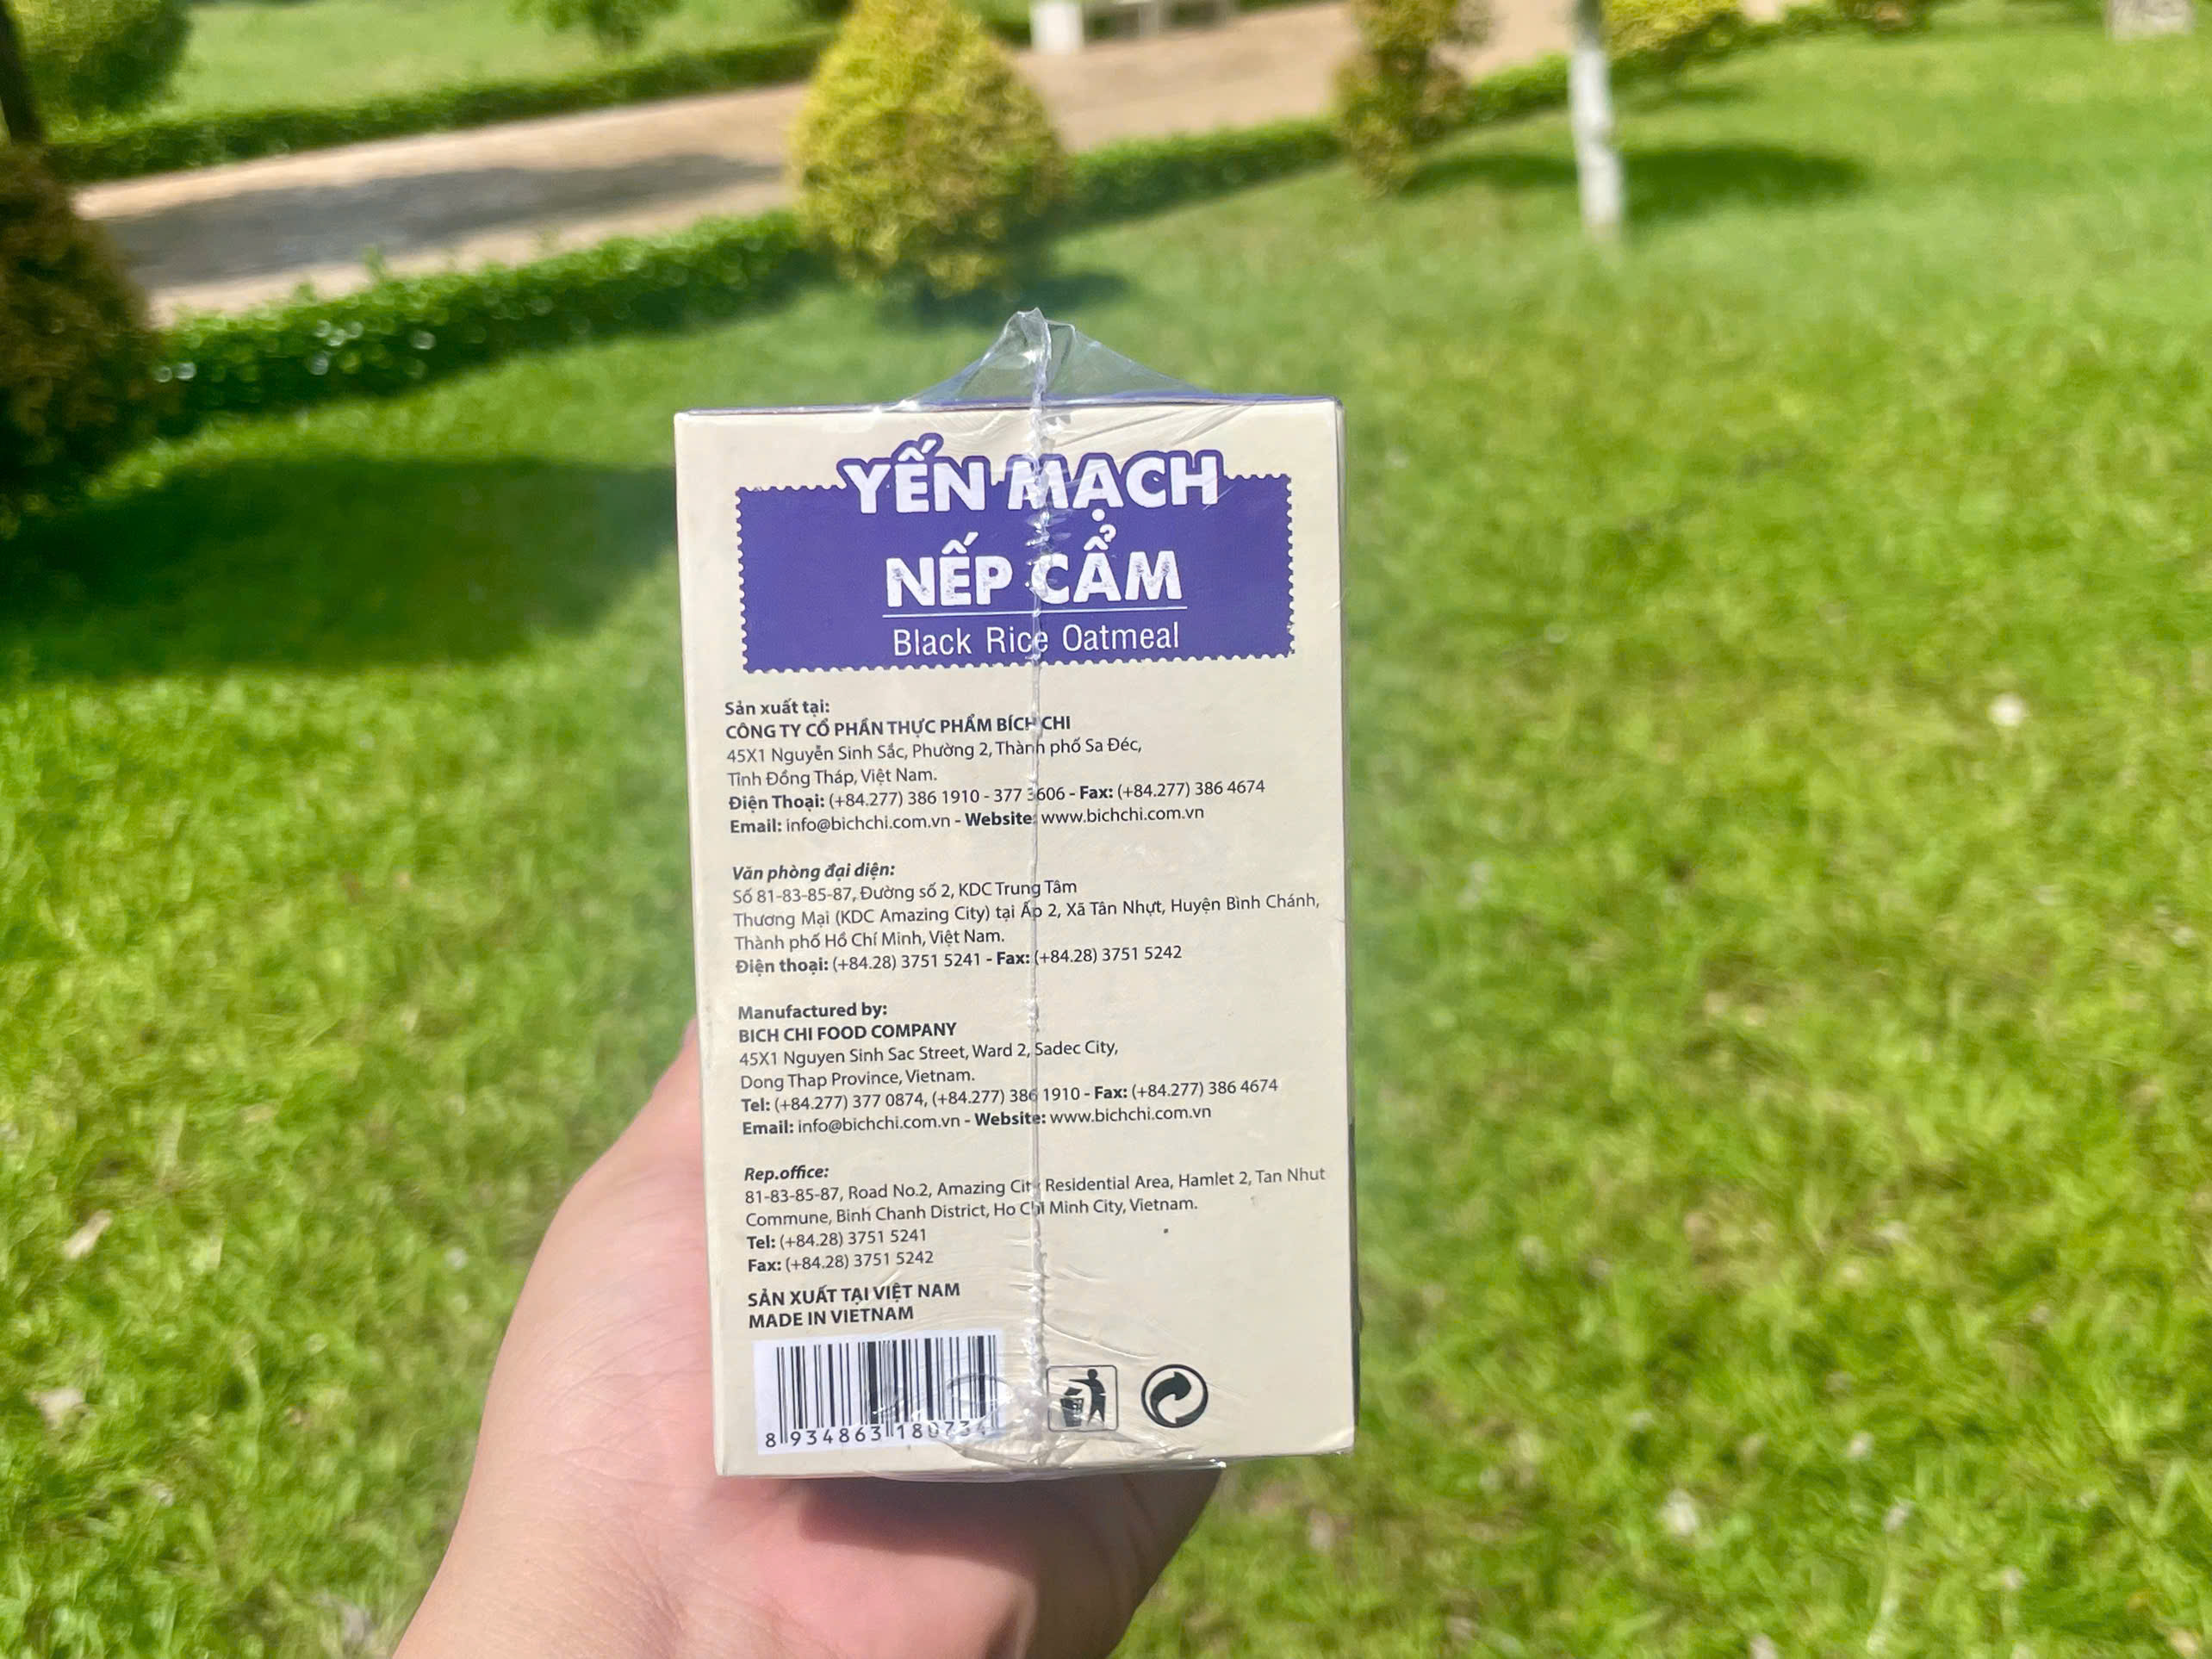 YẾN MẠCH
NẾP CẨM
Black Rice Oatmeal
Sản xuất tại:
CÔNG TY CỔ PHẦN THỰC PHẨM BÍCH CHI
45X1 Nguyễn Sinh Sắc, Phường 2, Thành phố Sa Đéc,
Tỉnh Đồng Tháp, Việt Nam.
Điện Thoại: (+84.277) 386 1910 - 377 3606 - Fax: (+84.277) 386 4674
Email: info@bichchi.com.vn - Website: www.bichchi.com.vn
Văn phòng đại diện:
Số 81-83-85-87, Đường số 2, KDC Trung Tâm
Thương Mại (KDC Amazing City) tại Ấp 2, Xã Tân Nhựt, Huyện Bình Chánh,
Thành phố Hồ Chí Minh, Việt Nam.
Điện thoại: (+84.28) 3751 5241 - Fax: (+84.28) 3751 5242
Manufactured by:
BICH CHI FOOD COMPANY
45X1 Nguyen Sinh Sac Street, Ward 2, Sadec City,
Dong Thap Province, Vietnam.
Tel: (+84.277) 377 0874, (+84.277) 386 1910 - Fax: (+84.277) 386 4674
Email: info@bichchi.com.vn - Website: www.bichchi.com.vn
Rep.office:
81-83-85-87, Road No.2, Amazing City Residential Area, Hamlet 2, Tan Nhut
Commune, Binh Chanh District, Ho Chi Minh City, Vietnam.
Tel: (+84.28) 3751 5241
Fax: (+84.28) 3751 5242
SẢN XUẤT TẠI VIỆT NAM
MADE IN VIETNAM
8 934863 180734